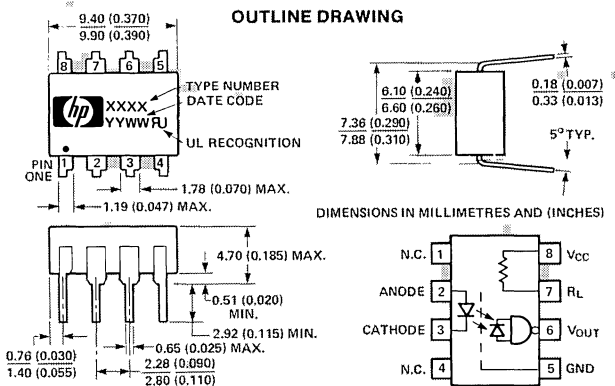 OUTLINE DRAWING
9.40 (0.370)
9.90 (0.390)
8 7 6 5
hp
XXXX
YYWW RU
TYPE NUMBER
DATE CODE
UL RECOGNITION
PIN
ONE
1 2 3 4
1.78 (0.070) MAX.
1.19 (0.047) MAX.
6.10 (0.240)
6.60 (0.260)
7.36 (0.290)
7.88 (0.310)
0.18 (0.007)
0.33 (0.013)
5° TYP.
DIMENSIONS IN MILLIMETRES AND (INCHES)
4.70 (0.185) MAX.
0.51 (0.020)
MIN.
2.92 (0.115) MIN.
0.65 (0.025) MAX.
0.76 (0.030)
1.40 (0.055)
2.28 (0.090)
2.80 (0.110)
N.C. 1
8 VCC
ANODE 2
7 RL
CATHODE 3
6 VOUT
N.C. 4
5 GND